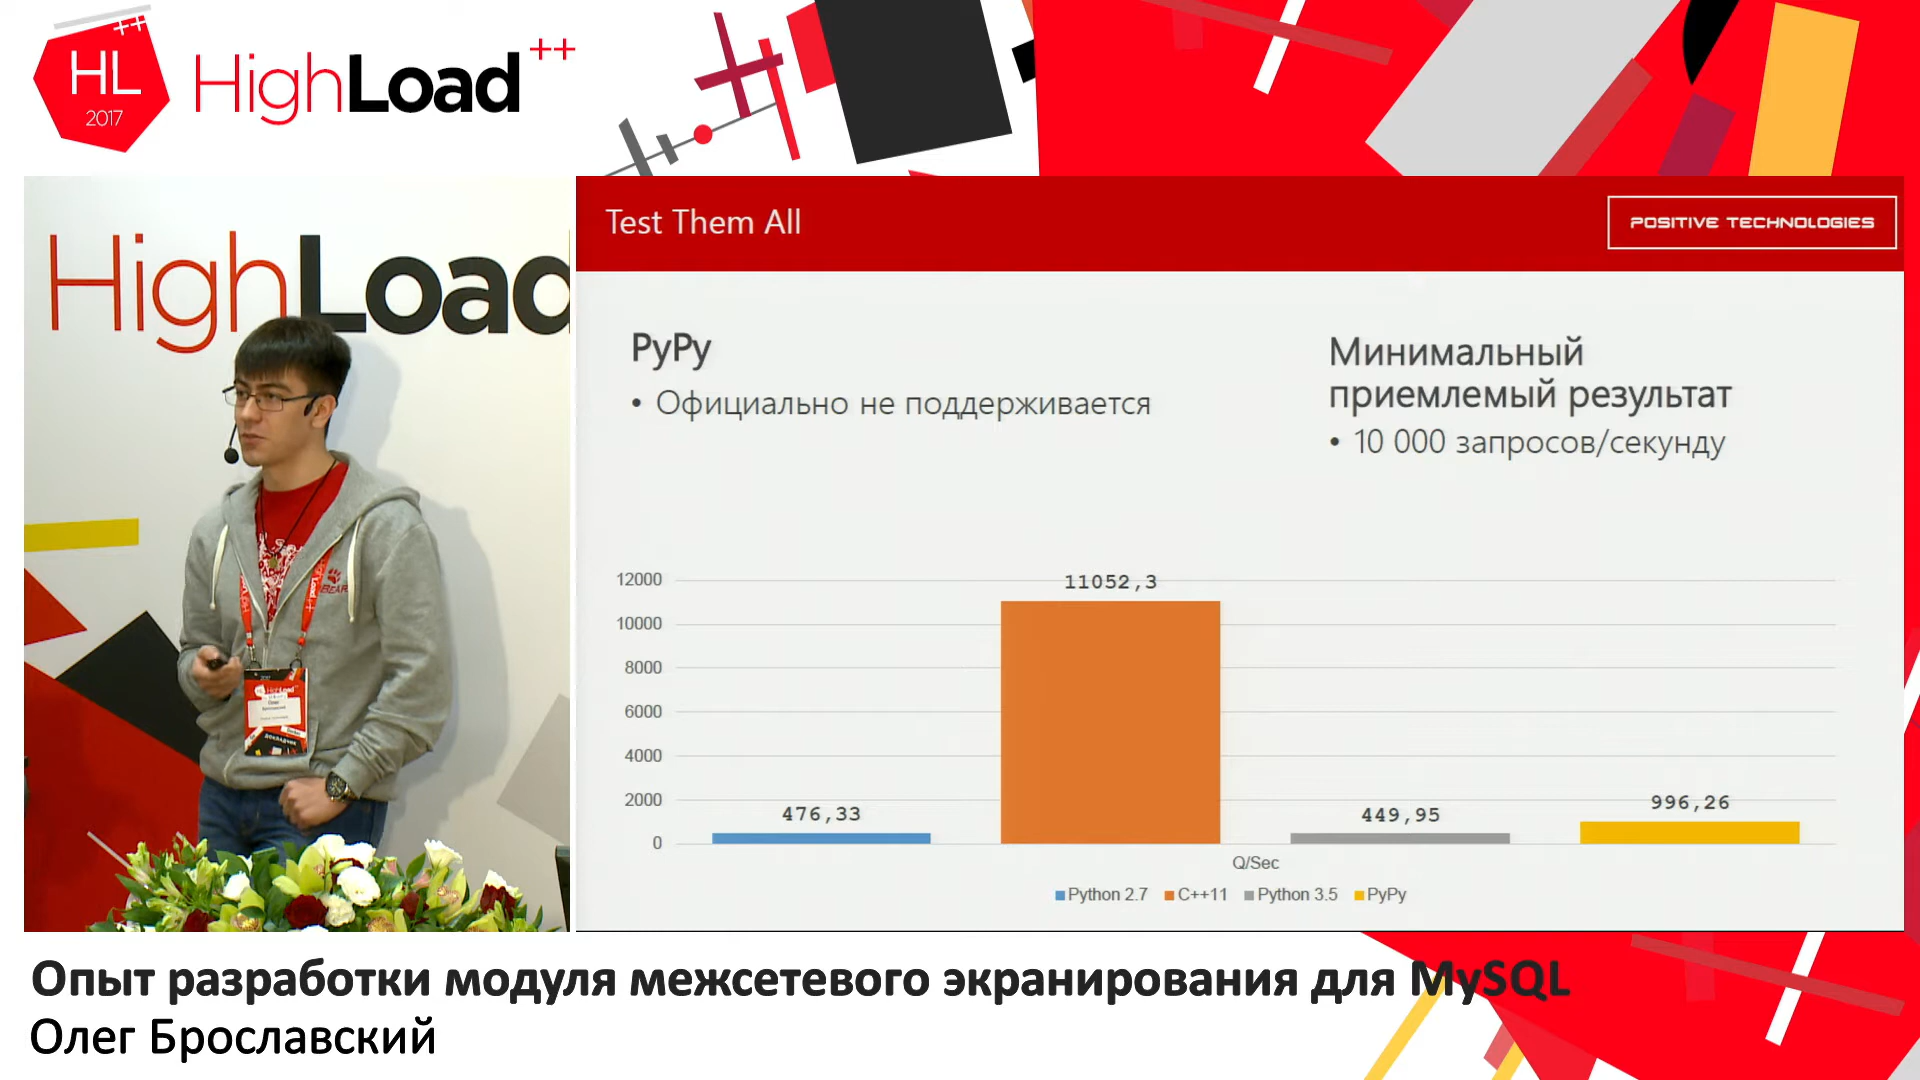 HL++
2017
HighLoad++
HighLoad
Test Them All
POSITIVE TECHNOLOGIES
PyPy
• Официально не поддерживается
Минимальный
приемлемый результат
• 10 000 запросов/секунду
12000
10000
8000
6000
4000
2000
0
476,33
11052,3
449,95
996,26
Q/Sec
Python 2.7
C++11
Python 3.5
PyPy
HighLoad
ДОКЛАДЧИК
Опыт разработки модуля межсетевого экранирования для MySQL
Олег Брославский